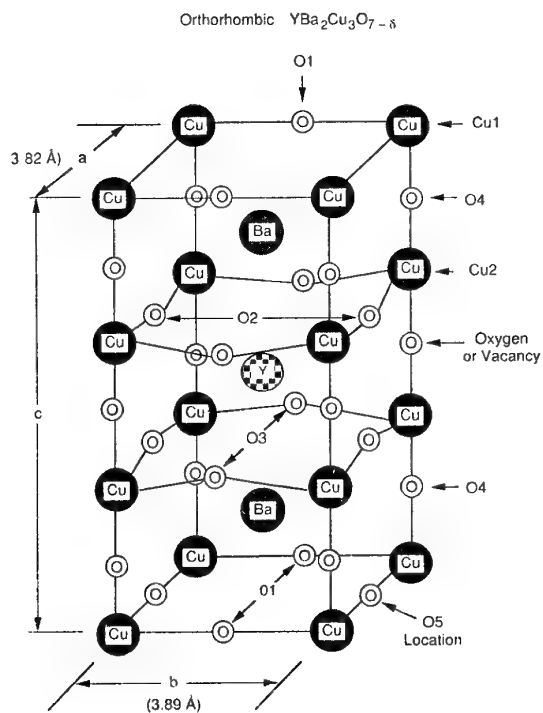 Orthorhombic YBa₂Cu₃O₇₋δ
O1
Cu O Cu Cu1
a
3 82 Å)
Cu O O Cu O O4
Ba
O Cu O O Cu Cu2
O O2 O
Cu O O Cu O Oxygen
or Vacancy
Y
c O Cu O O Cu
O O3 O
Cu O O Cu O O4
Ba
O Cu O O Cu
O 01 O
O5
Location
Cu O Cu
b
(3.89 Å)